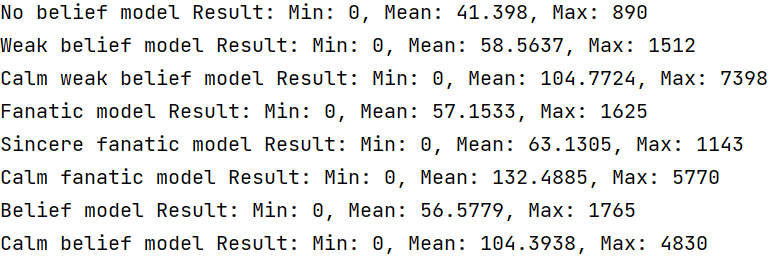 No belief model Result: Min: 0, Mean: 41.398, Max: 890
Weak belief model Result: Min: 0, Mean: 58.5637, Max: 1512
Calm weak belief model Result: Min: 0, Mean: 104.7724, Max: 7398
Fanatic model Result: Min: 0, Mean: 57.1533, Max: 1625
Sincere fanatic model Result: Min: 0, Mean: 63.1305, Max: 1143
Calm fanatic model Result: Min: 0, Mean: 132.4885, Max: 5770
Belief model Result: Min: 0, Mean: 56.5779, Max: 1765
Calm belief model Result: Min: 0, Mean: 104.3938, Max: 4830